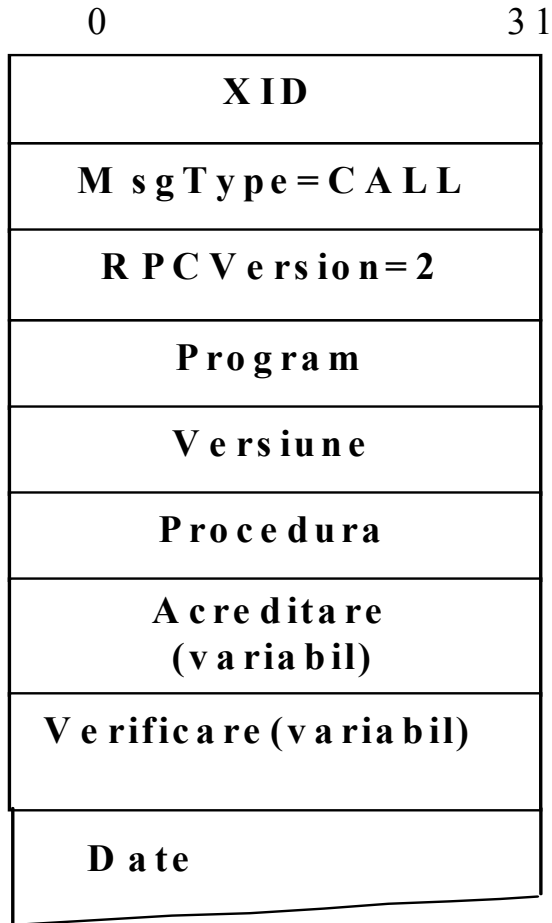 0 31
XID
MsgType=CALL
RPCVersion=2
Program
Versiune
Procedura
Acreditare
(variabil)
Verificare (variabil)
Date